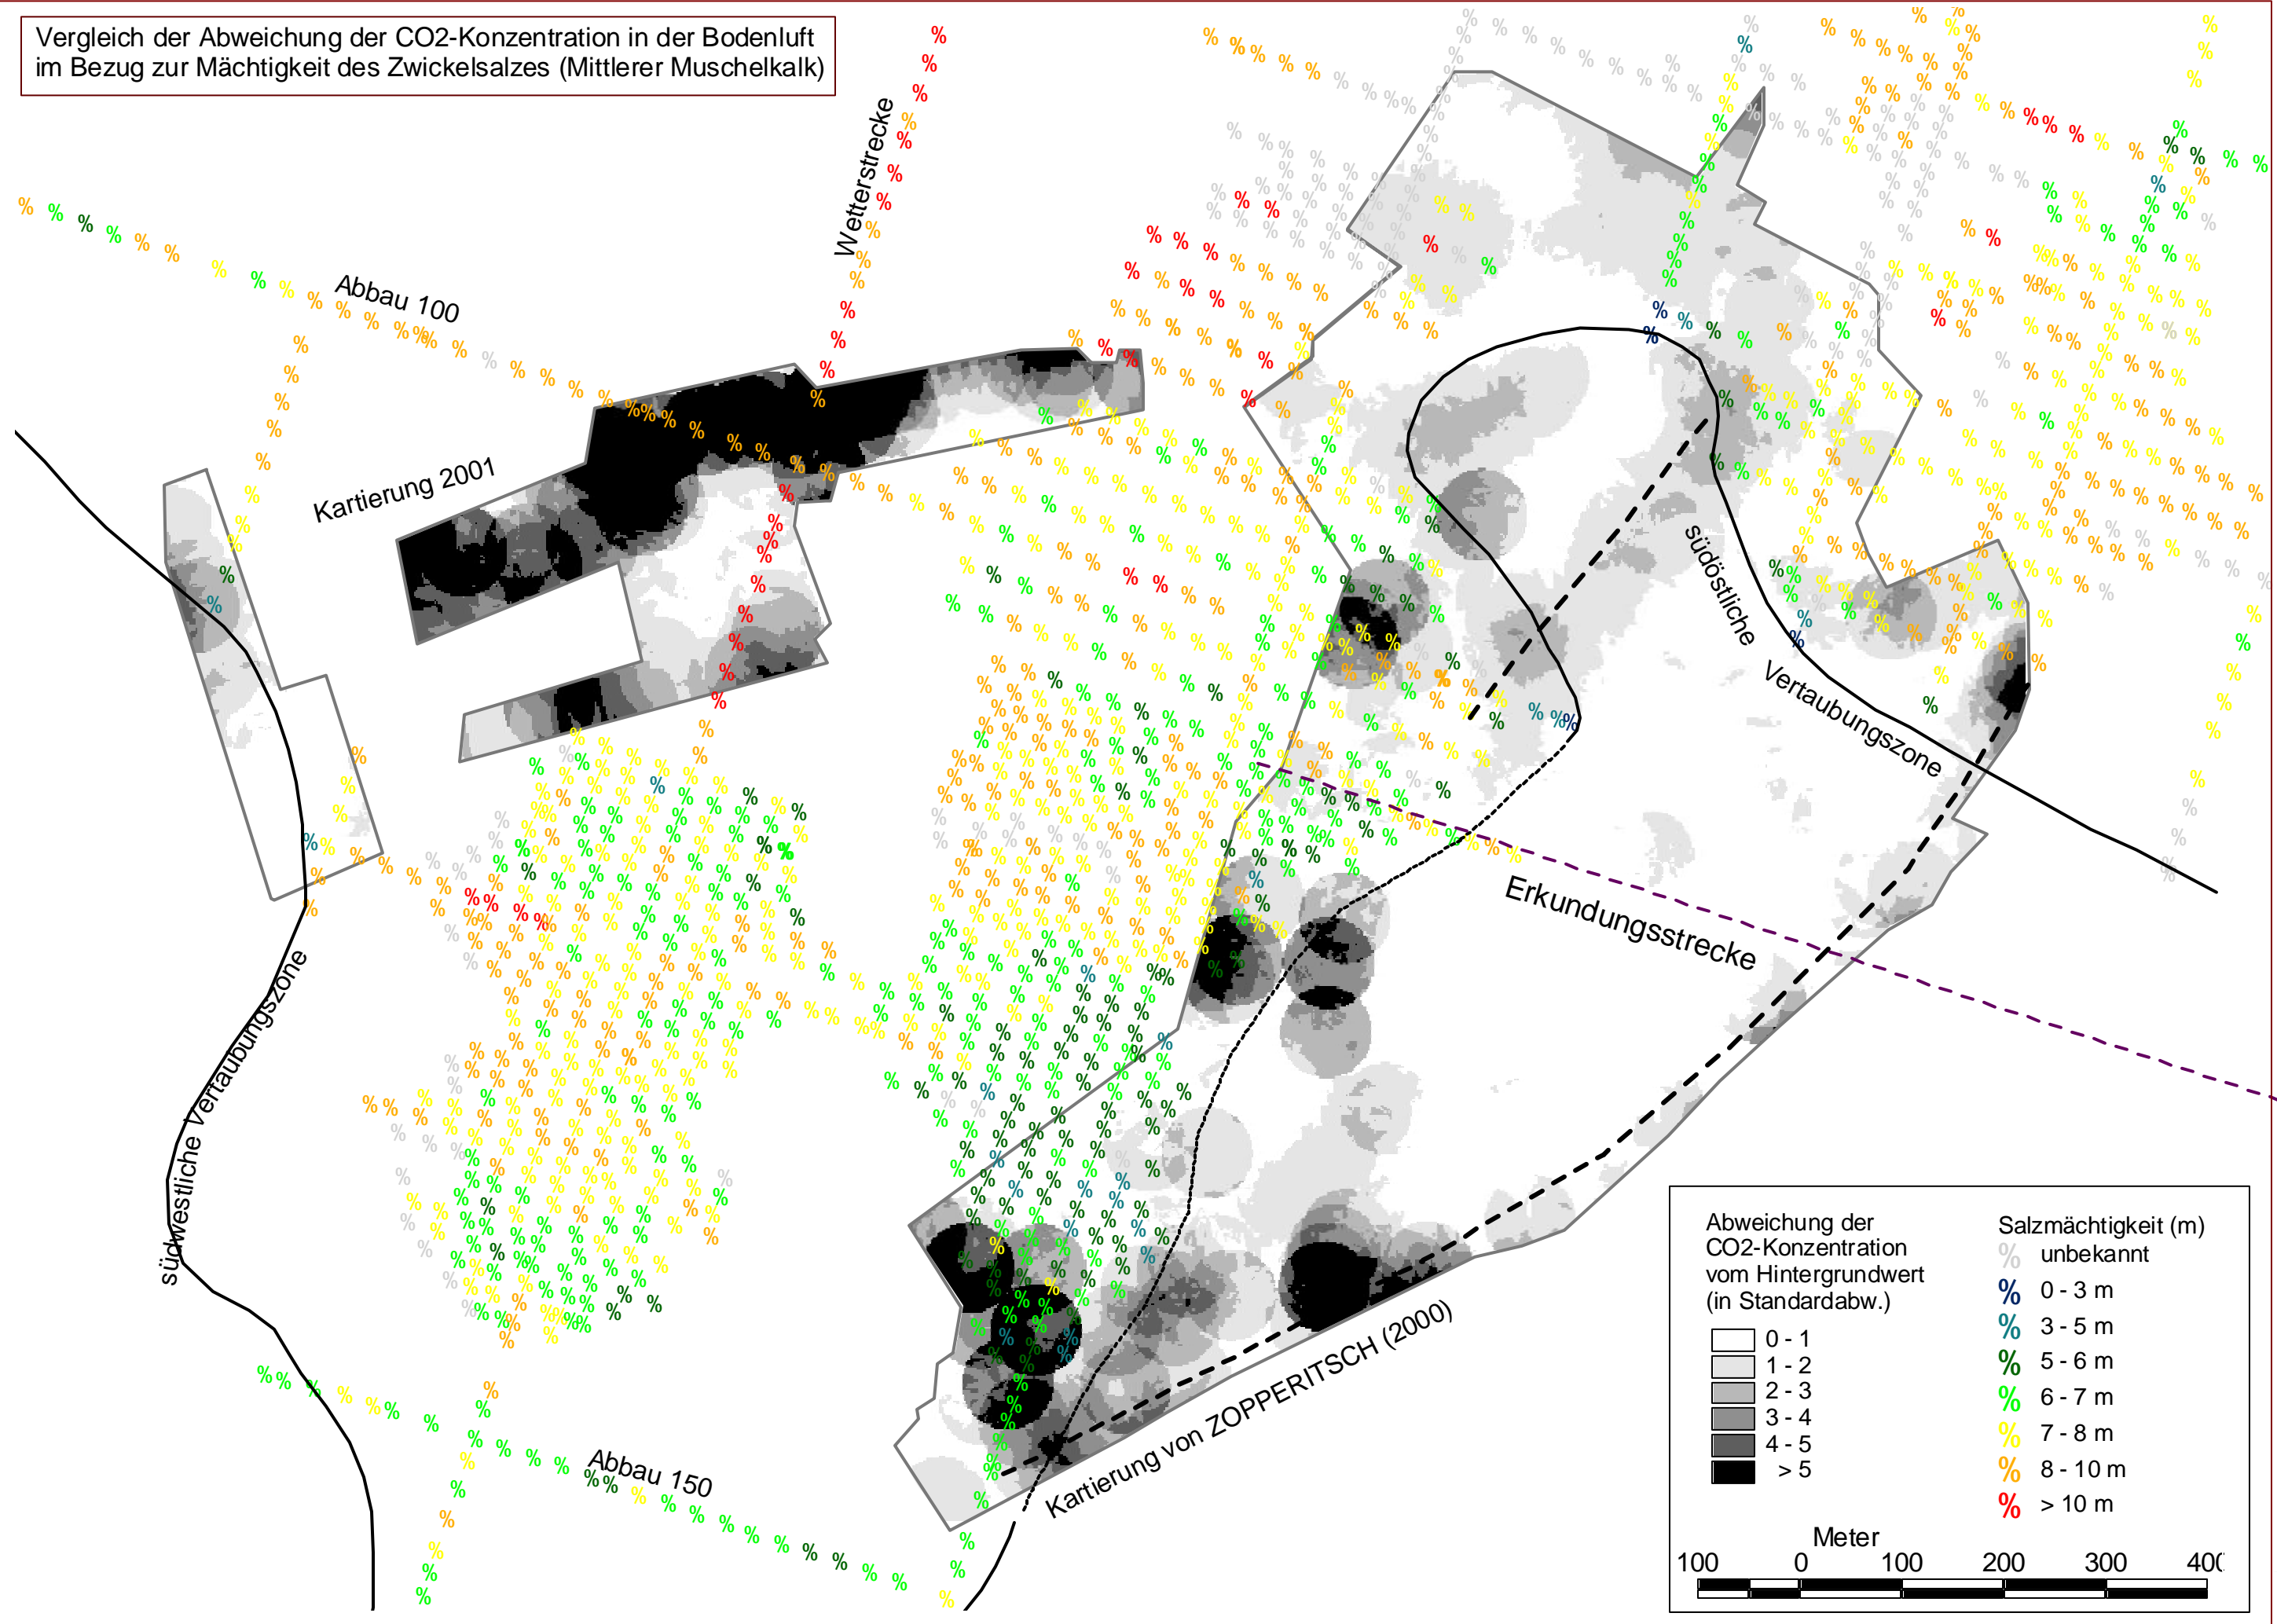 Vergleich der Abweichung der CO2-Konzentration in der Bodenluft
im Bezug zur Mächtigkeit des Zwickelsalzes (Mittlerer Muschelkalk)
Wetterstrecke
Abbau 100
Kartierung 2001
südöstliche Vertaubungszone
Erkundungsstrecke
südwestliche Vertaubungszone
Abbau 150
Kartierung von ZOPPERITSCH (2000)
Abweichung der
CO2-Konzentration
vom Hintergrundwert
(in Standardabw.)
0 - 1
1 - 2
2 - 3
3 - 4
4 - 5
> 5
Salzmächtigkeit (m)
% unbekannt
% 0 - 3 m
% 3 - 5 m
% 5 - 6 m
% 6 - 7 m
% 7 - 8 m
% 8 - 10 m
% > 10 m
Meter
100 0 100 200 300 400